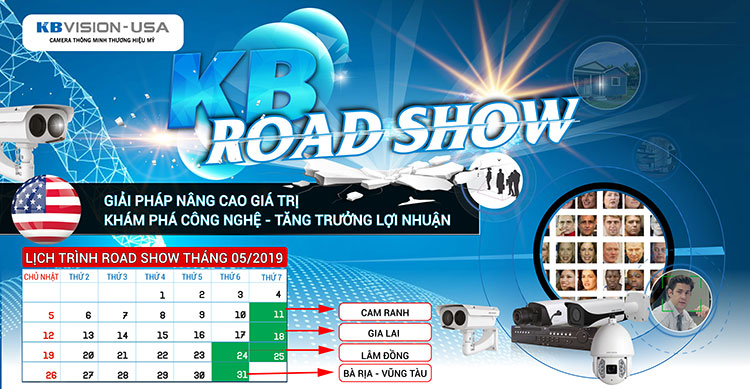 KBVISION-USA
CAMERA THÔNG MINH THƯƠNG HIỆU MỸ
KB
ROAD SHOW
GIẢI PHÁP NÂNG CAO GIÁ TRỊ
KHÁM PHÁ CÔNG NGHỆ - TĂNG TRƯỞNG LỢI NHUẬN
LỊCH TRÌNH ROAD SHOW THÁNG 05/2019
CHỦ NHẬT THỨ 2 THỨ 3 THỨ 4 THỨ 5 THỨ 6 THỨ 7
1 2 3 4
5 6 7 8 9 10 11
12 13 14 15 16 17 18
19 20 21 22 23 24 25
26 27 28 29 30 31
CAM RANH
GIA LAI
LÂM ĐỒNG
BÀ RỊA - VŨNG TÀU